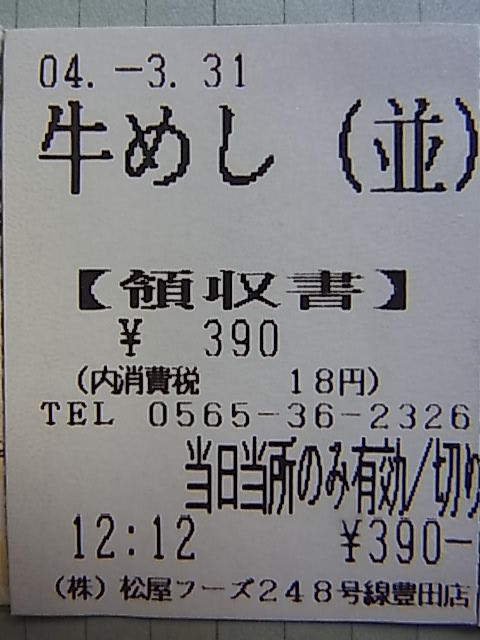 04.-3.31
牛めし（並）
【領収書】
¥ 390
（内消費税 18円）
TEL 0565-36-2326
当日当所のみ有効/切り
12:12 ¥390-
（株）松屋フーズ248号線豊田店